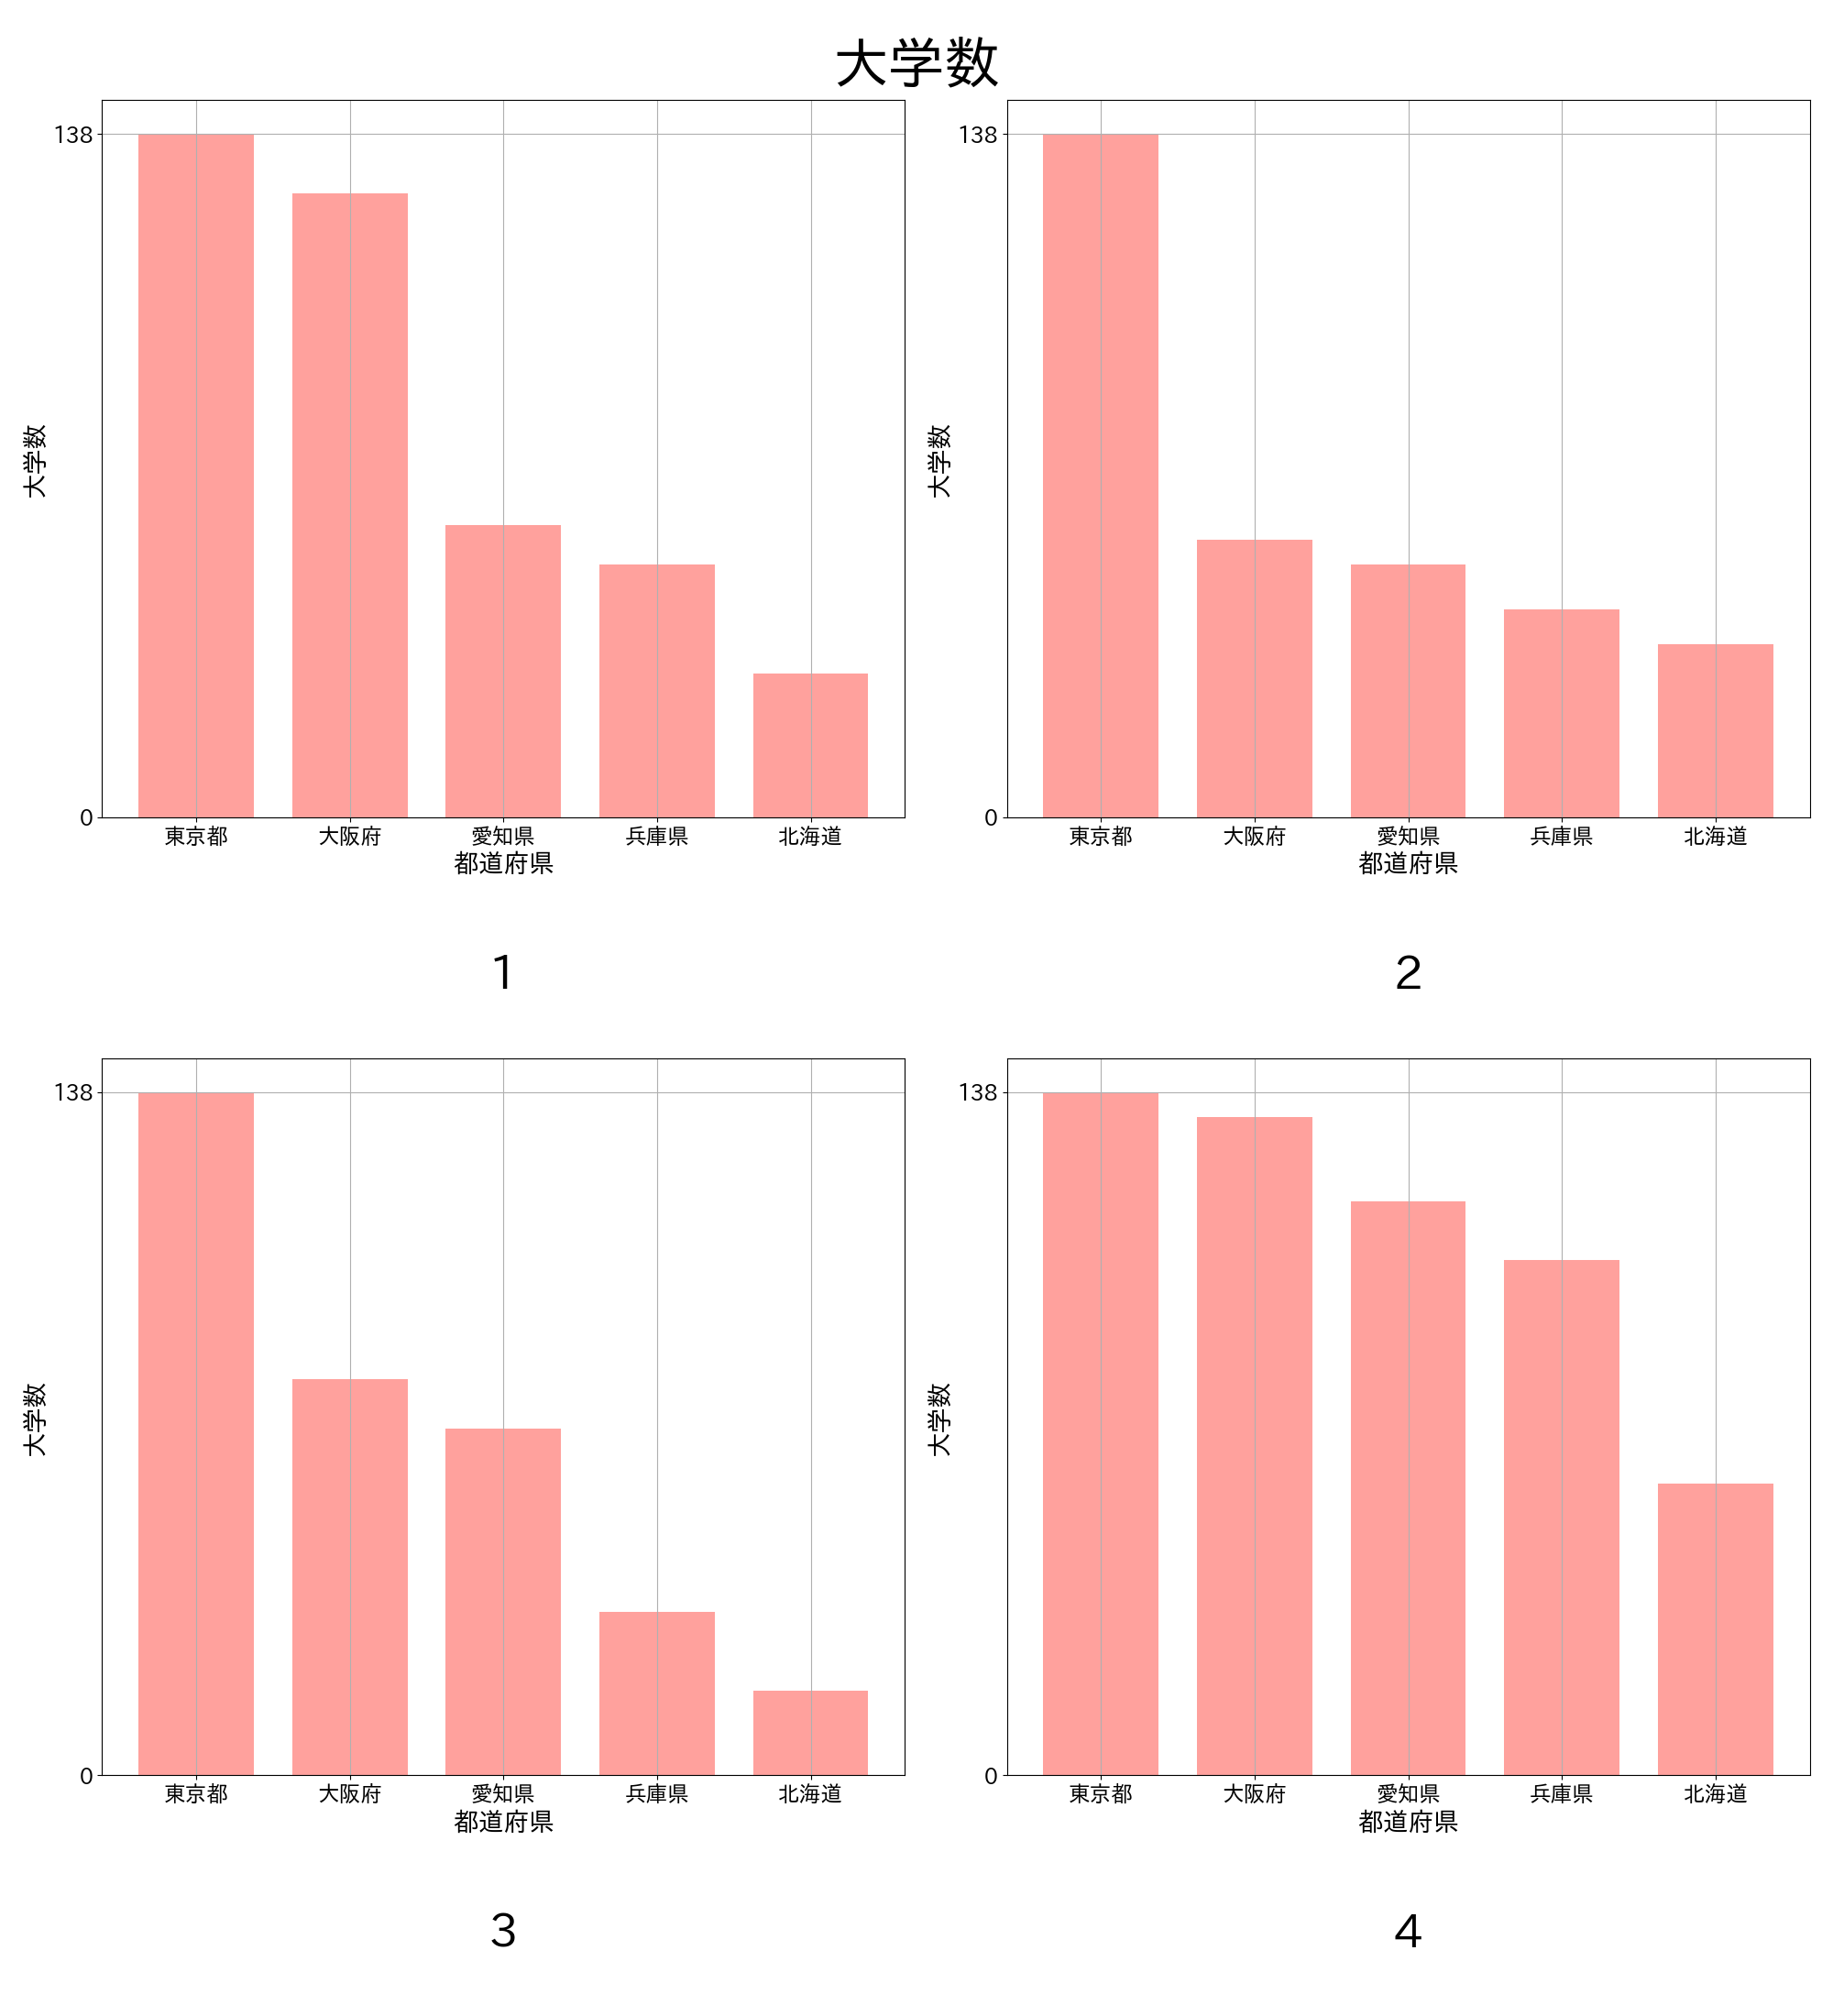 大学数
138
大学数
0
東京都 大阪府 愛知県 兵庫県 北海道
都道府県
1
138
大学数
0
東京都 大阪府 愛知県 兵庫県 北海道
都道府県
2
138
大学数
0
東京都 大阪府 愛知県 兵庫県 北海道
都道府県
3
138
大学数
0
東京都 大阪府 愛知県 兵庫県 北海道
都道府県
4